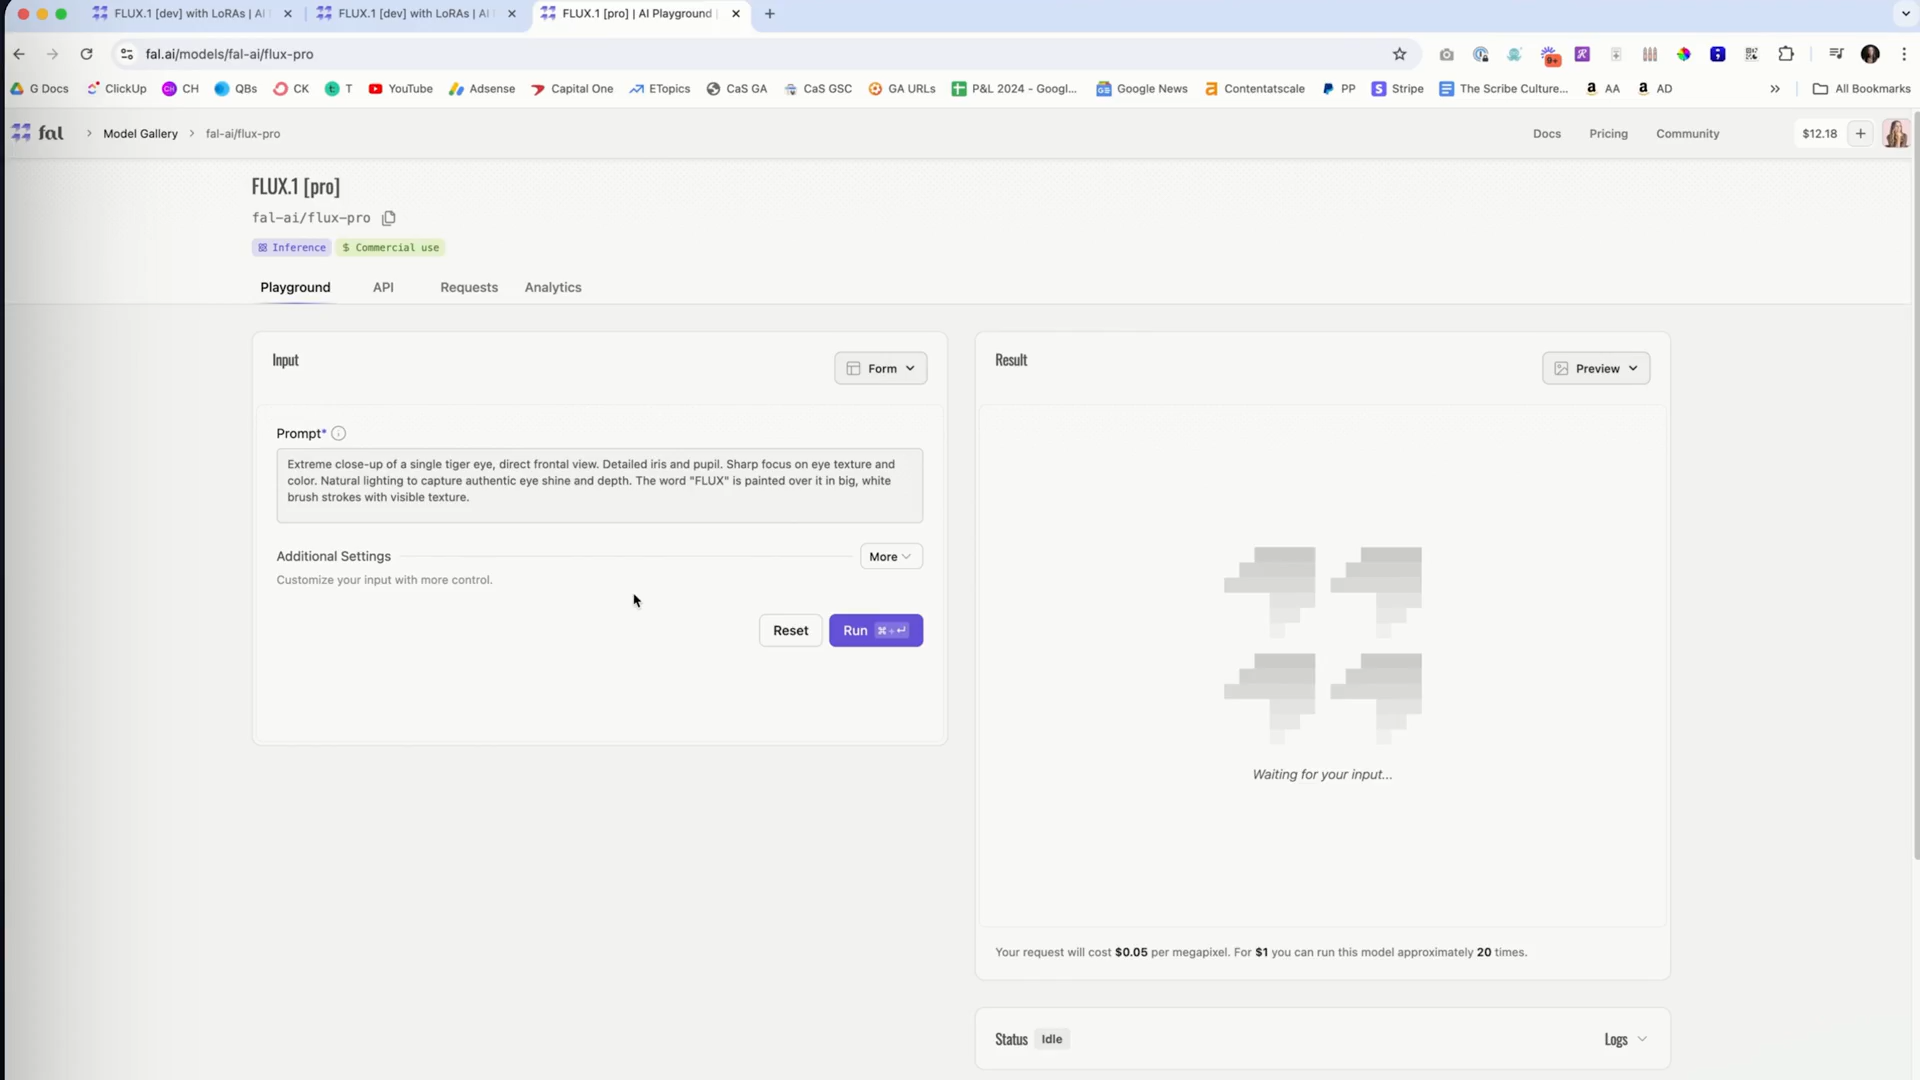 FLUX.1 [dev] with LoRAs | AI
FLUX.1 [dev] with LoRAs | AI
FLUX.1 [pro] | AI Playground
fal.ai/models/fal-ai/flux-pro
9+
G Docs
ClickUp
CH CH
QBs
CK
t T
YouTube
Adsense
Capital One
ETopics
CaS GA
CaS GSC
GA URLs
P&L 2024 - Googl...
Google News
Contentatscale
PP
S Stripe
The Scribe Culture...
a AA
a AD
»
All Bookmarks
fal
Model Gallery
fal-ai/flux-pro
Docs
Pricing
Community
$12.18 +
FLUX.1 [pro]
fal-ai/flux-pro
Inference
$ Commercial use
Playground
API
Requests
Analytics
Input
Form
Prompt*
Extreme close-up of a single tiger eye, direct frontal view. Detailed iris and pupil. Sharp focus on eye texture and
color. Natural lighting to capture authentic eye shine and depth. The word "FLUX" is painted over it in big, white
brush strokes with visible texture.
Additional Settings
More
Customize your input with more control.
Reset
Run ⌘+↵
Result
Preview
Waiting for your input...
Your request will cost $0.05 per megapixel. For $1 you can run this model approximately 20 times.
Status Idle
Logs